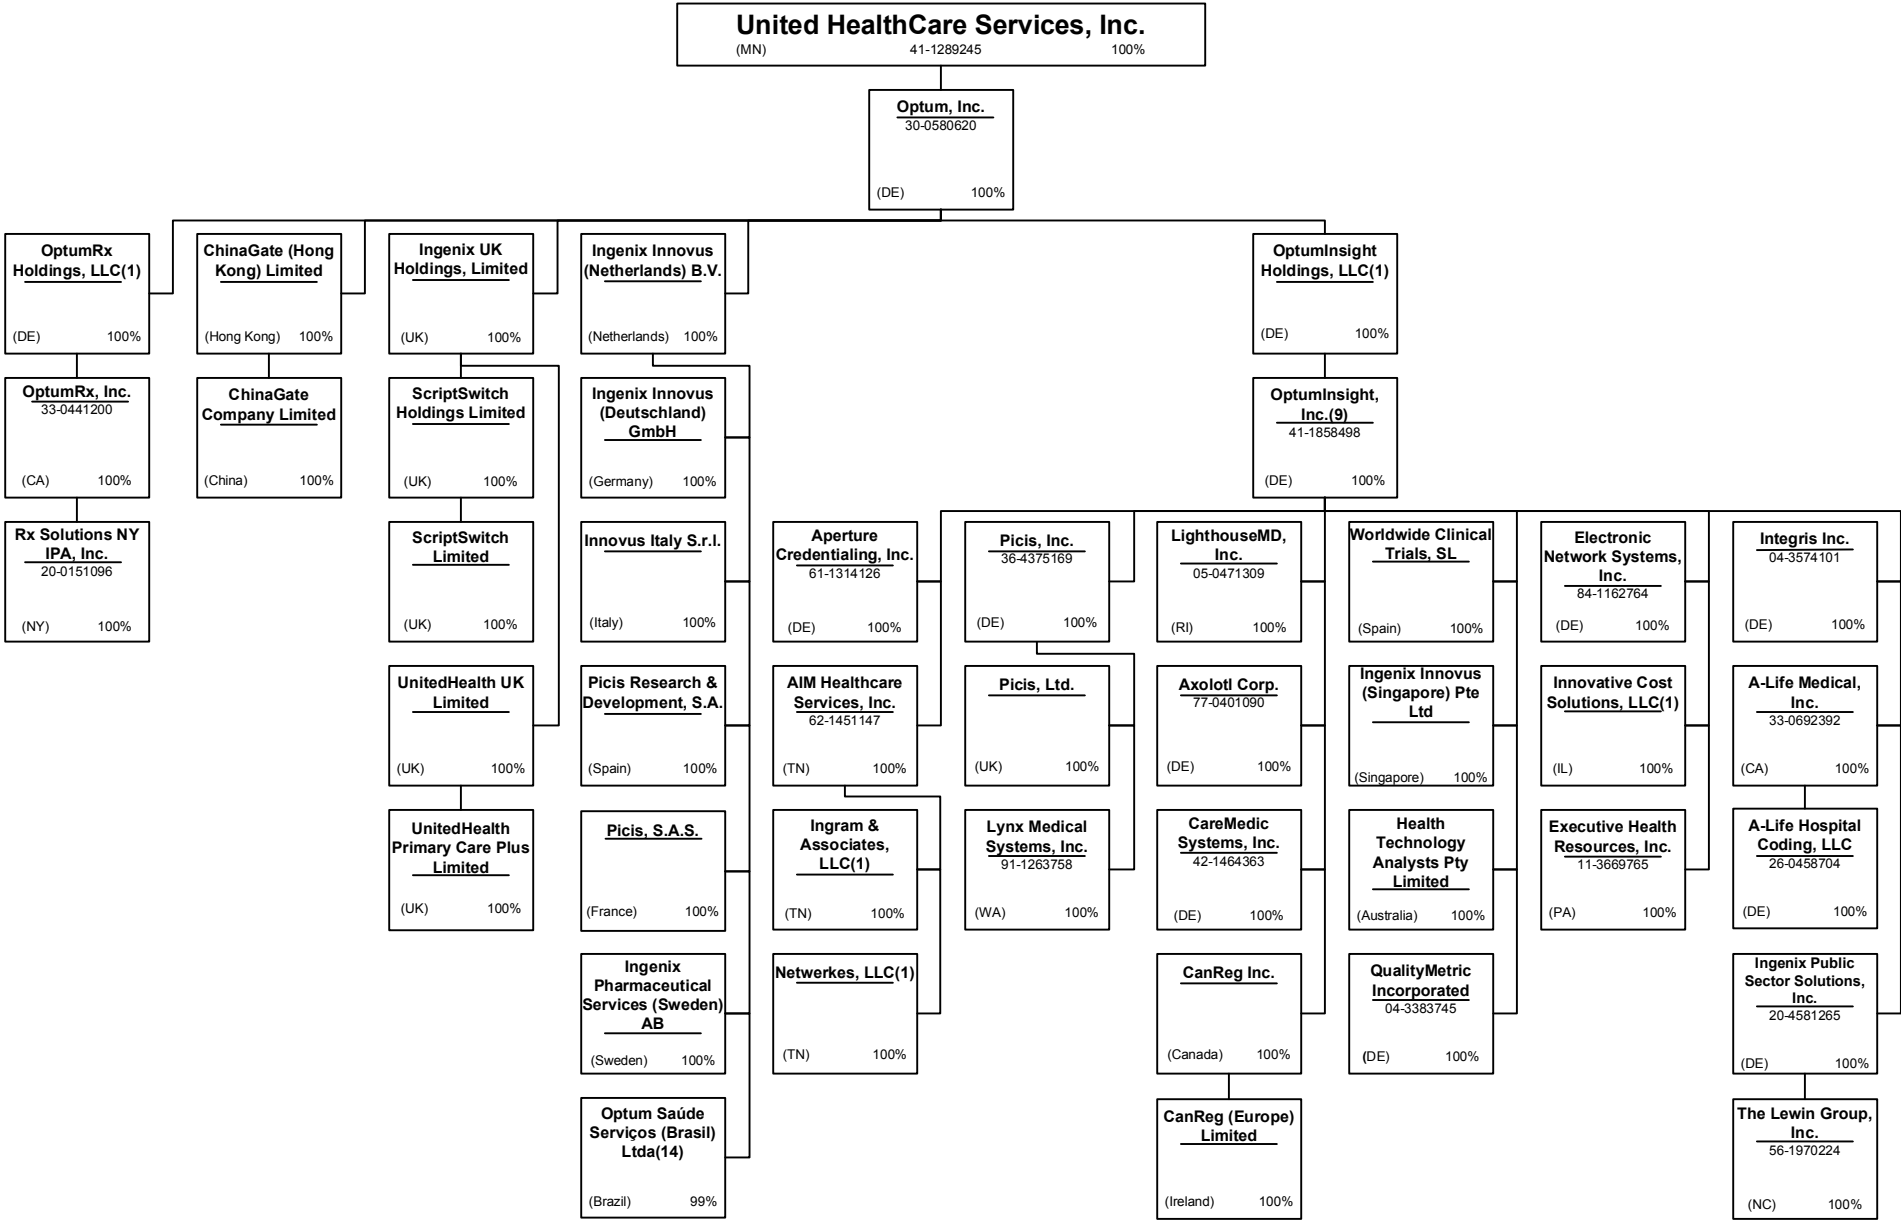 United HealthCare Services, Inc.
(MN) 41-1289245 100%
Optum, Inc.
30-0580620
(DE) 100%
OptumRx
Holdings, LLC(1)
(DE) 100%
ChinaGate (Hong
Kong) Limited
(Hong Kong) 100%
Ingenix UK
Holdings, Limited
(UK) 100%
Ingenix Innovus
(Netherlands) B.V.
(Netherlands) 100%
OptumInsight
Holdings, LLC(1)
(DE) 100%
OptumRx, Inc.
33-0441200
(CA) 100%
ChinaGate
Company Limited
(China) 100%
ScriptSwitch
Holdings Limited
(UK) 100%
Ingenix Innovus
(Deutschland)
GmbH
(Germany) 100%
OptumInsight,
Inc.(9)
41-1858498
(DE) 100%
Rx Solutions NY
IPA, Inc.
20-0151096
(NY) 100%
ScriptSwitch
Limited
(UK) 100%
Innovus Italy S.r.l.
(Italy) 100%
Aperture
Credentialing, Inc.
61-1314126
(DE) 100%
Picis, Inc.
36-4375169
(DE) 100%
LighthouseMD,
Inc.
05-0471309
(RI) 100%
Worldwide Clinical
Trials, SL
(Spain) 100%
Electronic
Network Systems,
Inc.
84-1162764
(DE) 100%
Integris Inc.
04-3574101
(DE) 100%
UnitedHealth UK
Limited
(UK) 100%
Picis Research &
Development, S.A.
(Spain) 100%
AIM Healthcare
Services, Inc.
62-1451147
(TN) 100%
Picis, Ltd.
(UK) 100%
Axolotl Corp.
77-0401090
(DE) 100%
Ingenix Innovus
(Singapore) Pte
Ltd
(Singapore) 100%
Innovative Cost
Solutions, LLC(1)
(IL) 100%
A-Life Medical,
Inc.
33-0692392
(CA) 100%
UnitedHealth
Primary Care Plus
Limited
(UK) 100%
Picis, S.A.S.
(France) 100%
Ingram &
Associates,
LLC(1)
(TN) 100%
Lynx Medical
Systems, Inc.
91-1263758
(WA) 100%
CareMedic
Systems, Inc.
42-1464363
(DE) 100%
Health
Technology
Analysts Pty
Limited
(Australia) 100%
Executive Health
Resources, Inc.
11-3669765
(PA) 100%
A-Life Hospital
Coding, LLC
26-0458704
(DE) 100%
Ingenix
Pharmaceutical
Services (Sweden)
AB
(Sweden) 100%
Netwerkes, LLC(1)
(TN) 100%
CanReg Inc.
(Canada) 100%
QualityMetric
Incorporated
04-3383745
(DE) 100%
Ingenix Public
Sector Solutions,
Inc.
20-4581265
(DE) 100%
Optum Saúde
Serviços (Brasil)
Ltda(14)
(Brazil) 99%
CanReg (Europe)
Limited
(Ireland) 100%
The Lewin Group,
Inc.
56-1970224
(NC) 100%